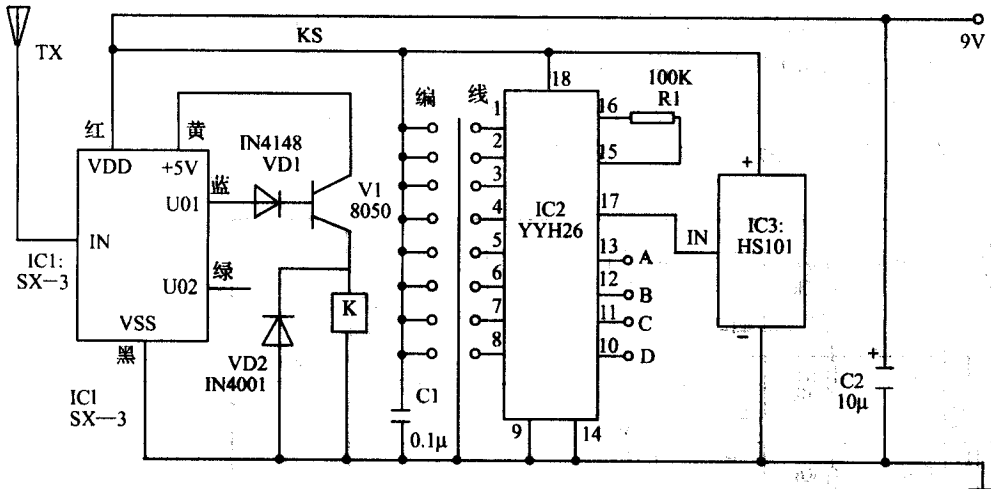 TX
KS
9V
红
黄
编
线
18
100K
R1
16
15
17
13
12
11
10
A
B
C
D
1
2
3
4
5
6
7
8
9
14
VDD
+5V
U01
蓝
IN
U02
绿
VSS
黑
IC1:
SX—3
IC1
SX—3
IN4148
VD1
V1
8050
K
VD2
IN4001
C1
0.1μ
IC2
YYH26
IN
+
IC3:
HS101
−
+
C2
10μ